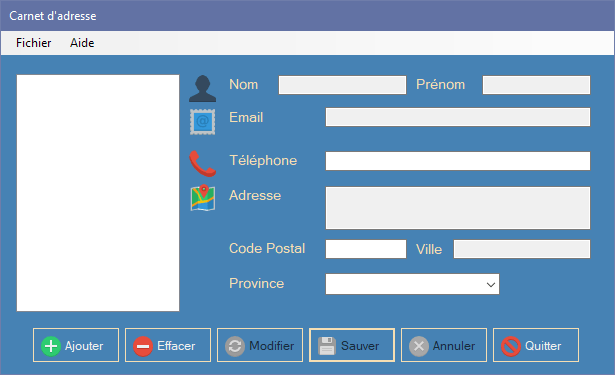 Carnet d'adresse
Fichier Aide
Nom Prénom
Email
Téléphone
Adresse
Code Postal Ville
Province
Ajouter Effacer Modifier Sauver Annuler Quitter